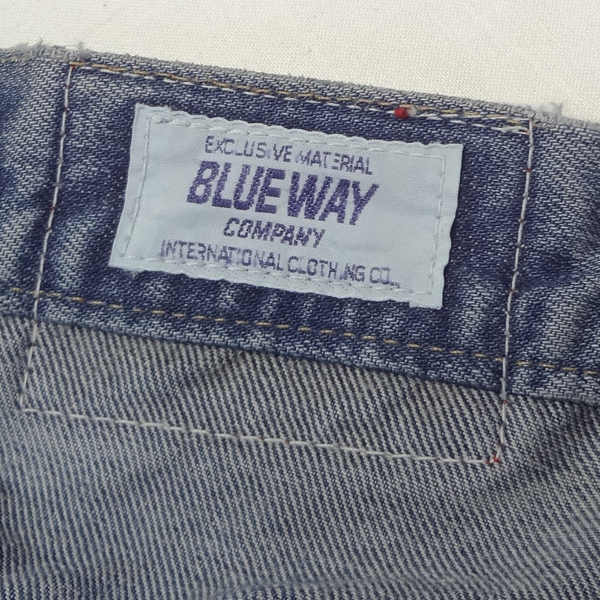 EXCLUSIVE MATERIAL
BLUE WAY
COMPANY
INTERNATIONAL CLOTHING CO.,